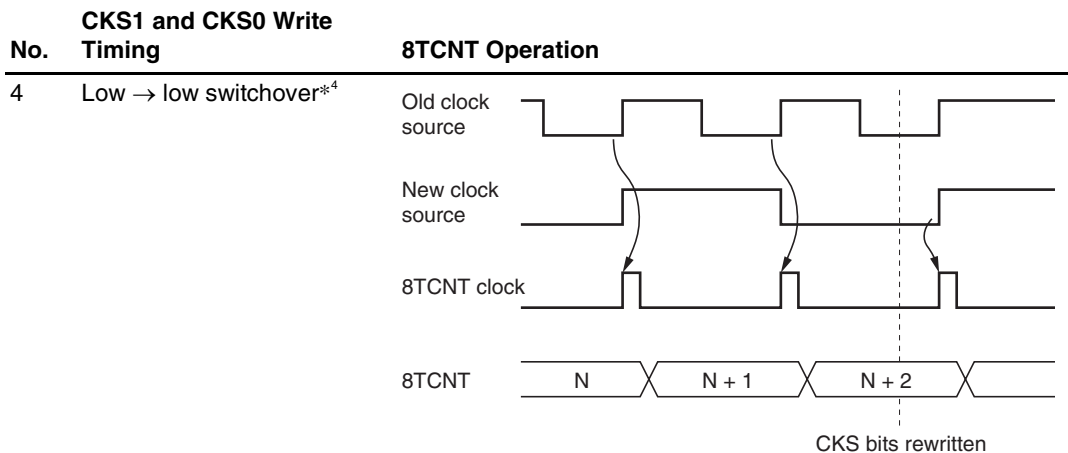 No. CKS1 and CKS0 Write Timing 8TCNT Operation
4 Low → low switchover*4
Old clock source
New clock source
8TCNT clock
8TCNT N N + 1 N + 2
CKS bits rewritten